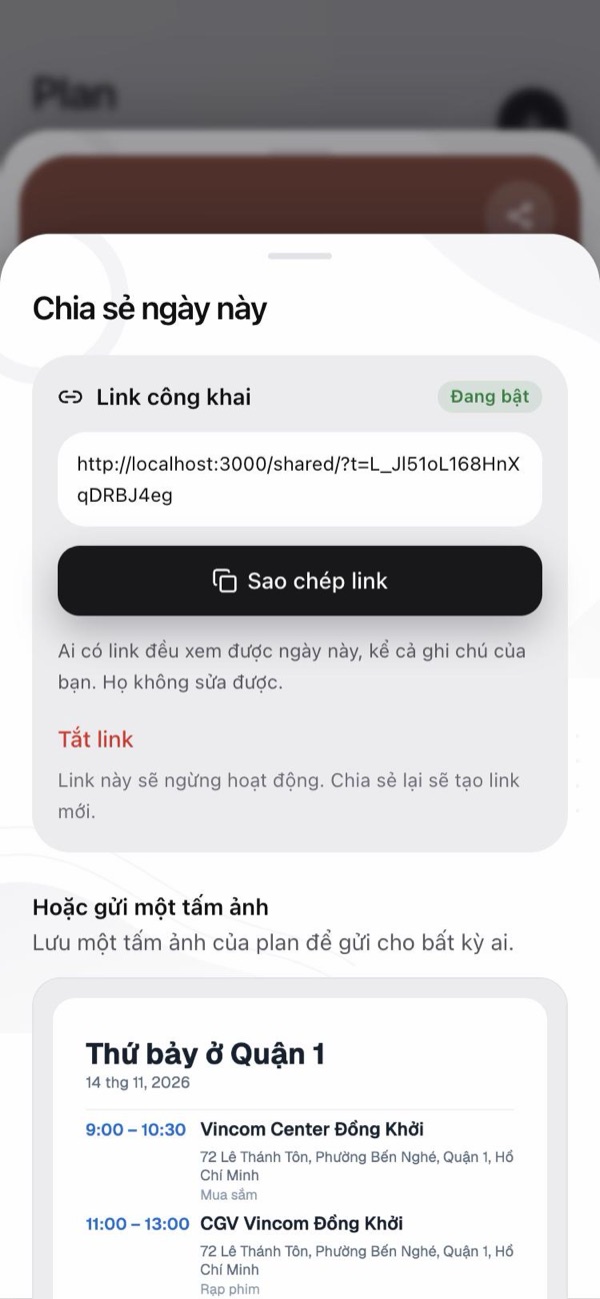 Plan
Chia sẻ ngày này
Link công khai
Đang bật
http://localhost:3000/shared/?t=L_Jl51oL168HnX
qDRBJ4eg
Sao chép link
Ai có link đều xem được ngày này, kể cả ghi chú của
bạn. Họ không sửa được.
Tắt link
Link này sẽ ngừng hoạt động. Chia sẻ lại sẽ tạo link
mới.
Hoặc gửi một tấm ảnh
Lưu một tấm ảnh của plan để gửi cho bất kỳ ai.
Thứ bảy ở Quận 1
14 thg 11, 2026
9:00 – 10:30 Vincom Center Đồng Khởi
72 Lê Thánh Tôn, Phường Bến Nghé, Quận 1, Hồ
Chí Minh
Mua sắm
11:00 – 13:00 CGV Vincom Đồng Khởi
72 Lê Thánh Tôn, Phường Bến Nghé, Quận 1, Hồ
Chí Minh
Rạp phim